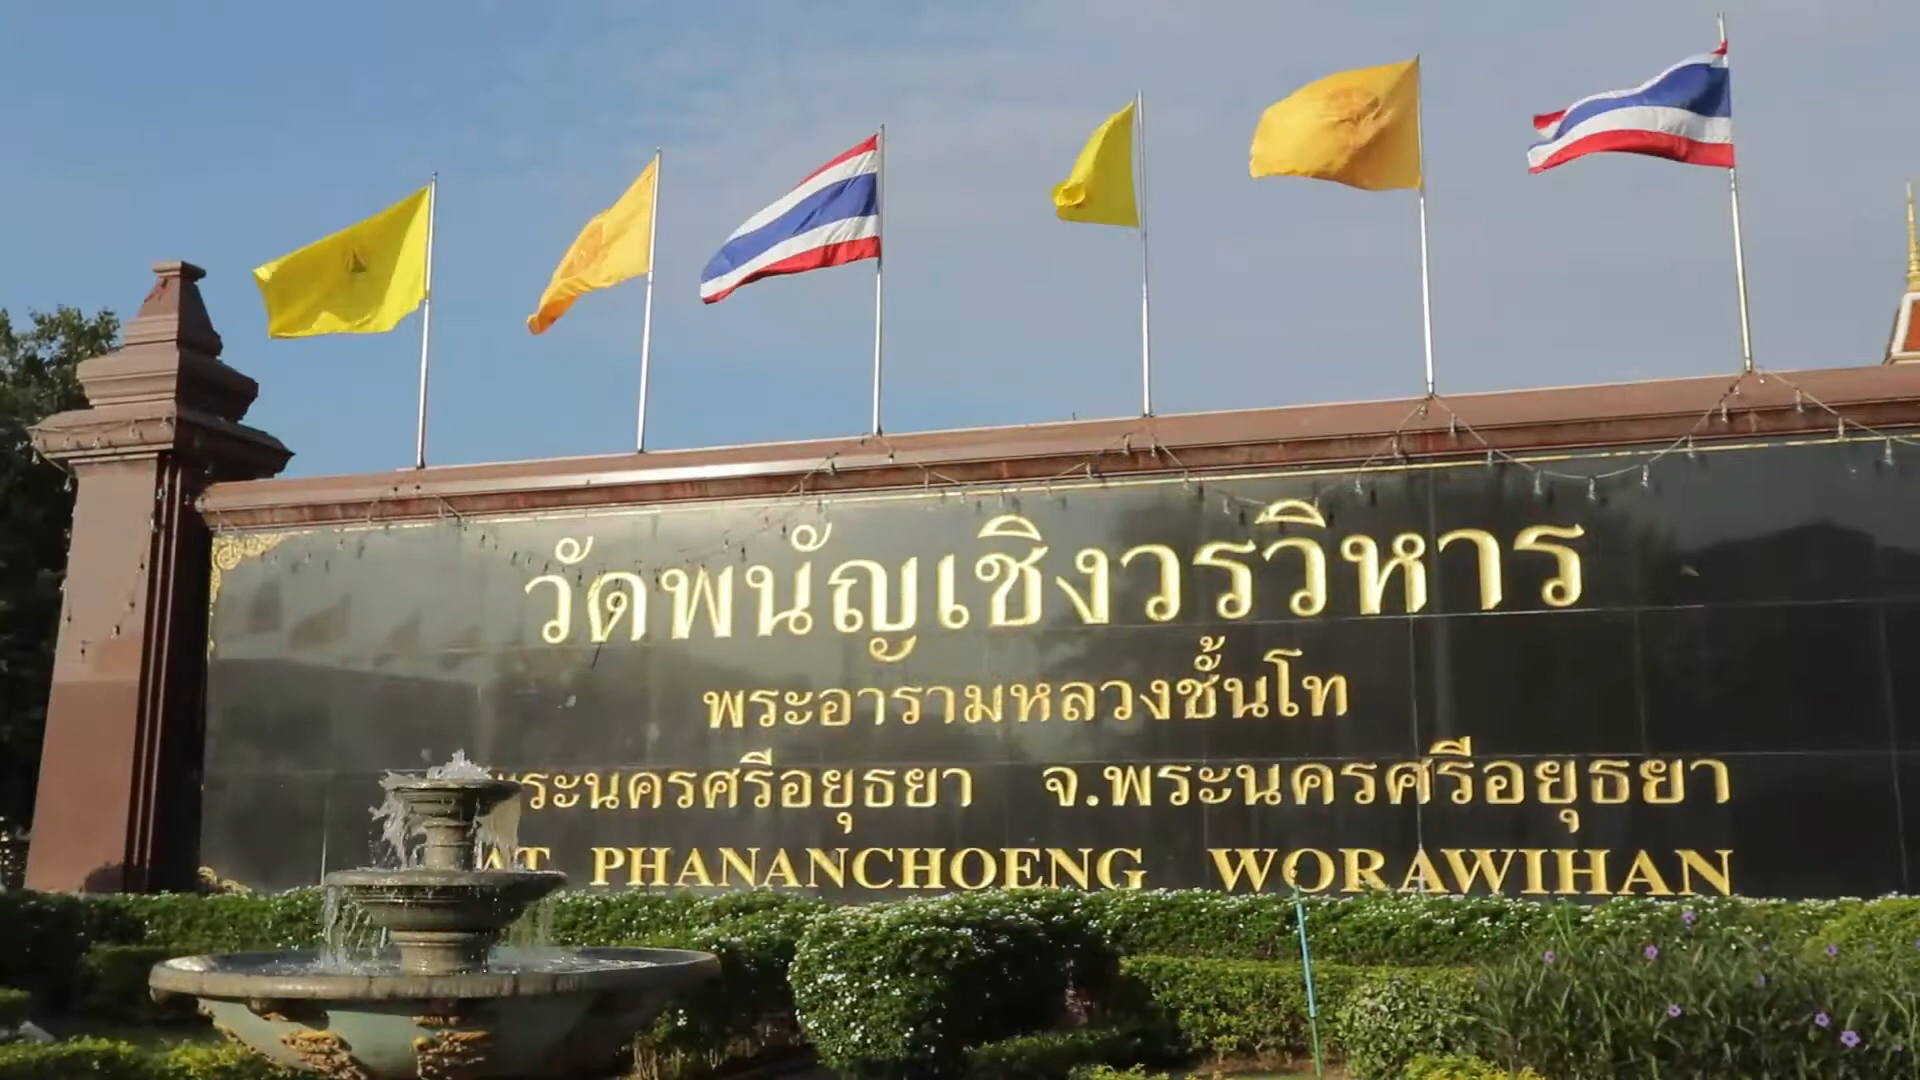 วัดพนัญเชิงวรวิหาร
พระอารามหลวงชั้นโท
พระนครศรีอยุธยา จ.พระนครศรีอยุธยา
PHANANCHOENG WORAWIHAN